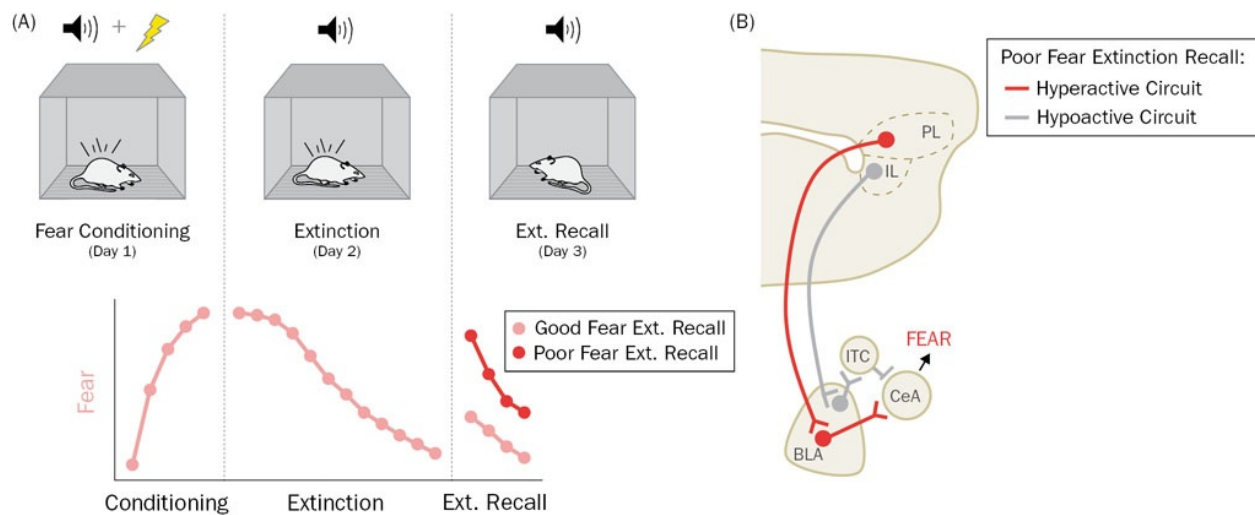 (A)
+
Fear Conditioning
(Day 1)
Extinction
(Day 2)
Ext. Recall
(Day 3)
Fear
Good Fear Ext. Recall
Poor Fear Ext. Recall
Conditioning
Extinction
Ext. Recall
(B)
Poor Fear Extinction Recall:
Hyperactive Circuit
Hypoactive Circuit
PL
IL
FEAR
ITC
CeA
BLA